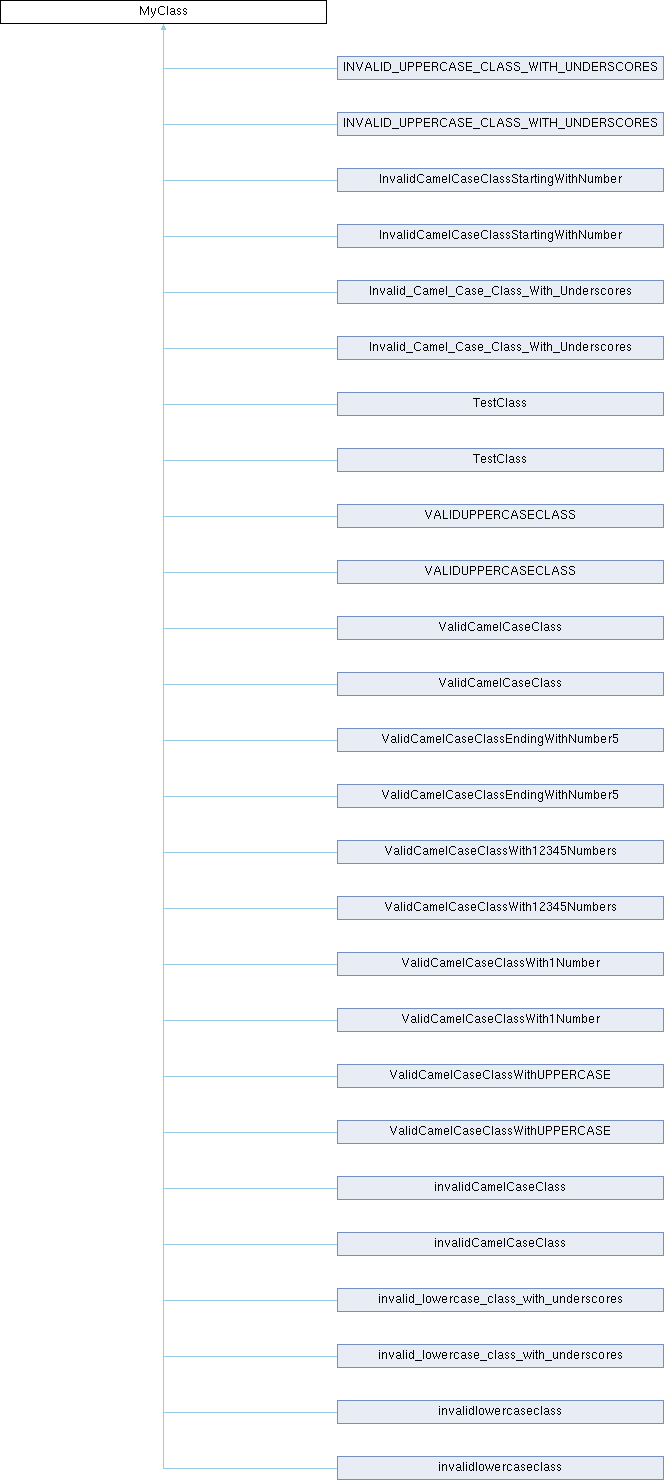 MyClass
INVALID_UPPERCASE_CLASS_WITH_UNDERSCORES
INVALID_UPPERCASE_CLASS_WITH_UNDERSCORES
InvalidCamelCaseClassStartingWithNumber
InvalidCamelCaseClassStartingWithNumber
Invalid_Camel_Case_Class_With_Underscores
Invalid_Camel_Case_Class_With_Underscores
TestClass
TestClass
VALIDUPPERCASECLASS
VALIDUPPERCASECLASS
ValidCamelCaseClass
ValidCamelCaseClass
ValidCamelCaseClassEndingWithNumber5
ValidCamelCaseClassEndingWithNumber5
ValidCamelCaseClassWith12345Numbers
ValidCamelCaseClassWith12345Numbers
ValidCamelCaseClassWith1Number
ValidCamelCaseClassWith1Number
ValidCamelCaseClassWithUPPERCASE
ValidCamelCaseClassWithUPPERCASE
invalidCamelCaseClass
invalidCamelCaseClass
invalid_lowercase_class_with_underscores
invalid_lowercase_class_with_underscores
invalidlowercaseclass
invalidlowercaseclass